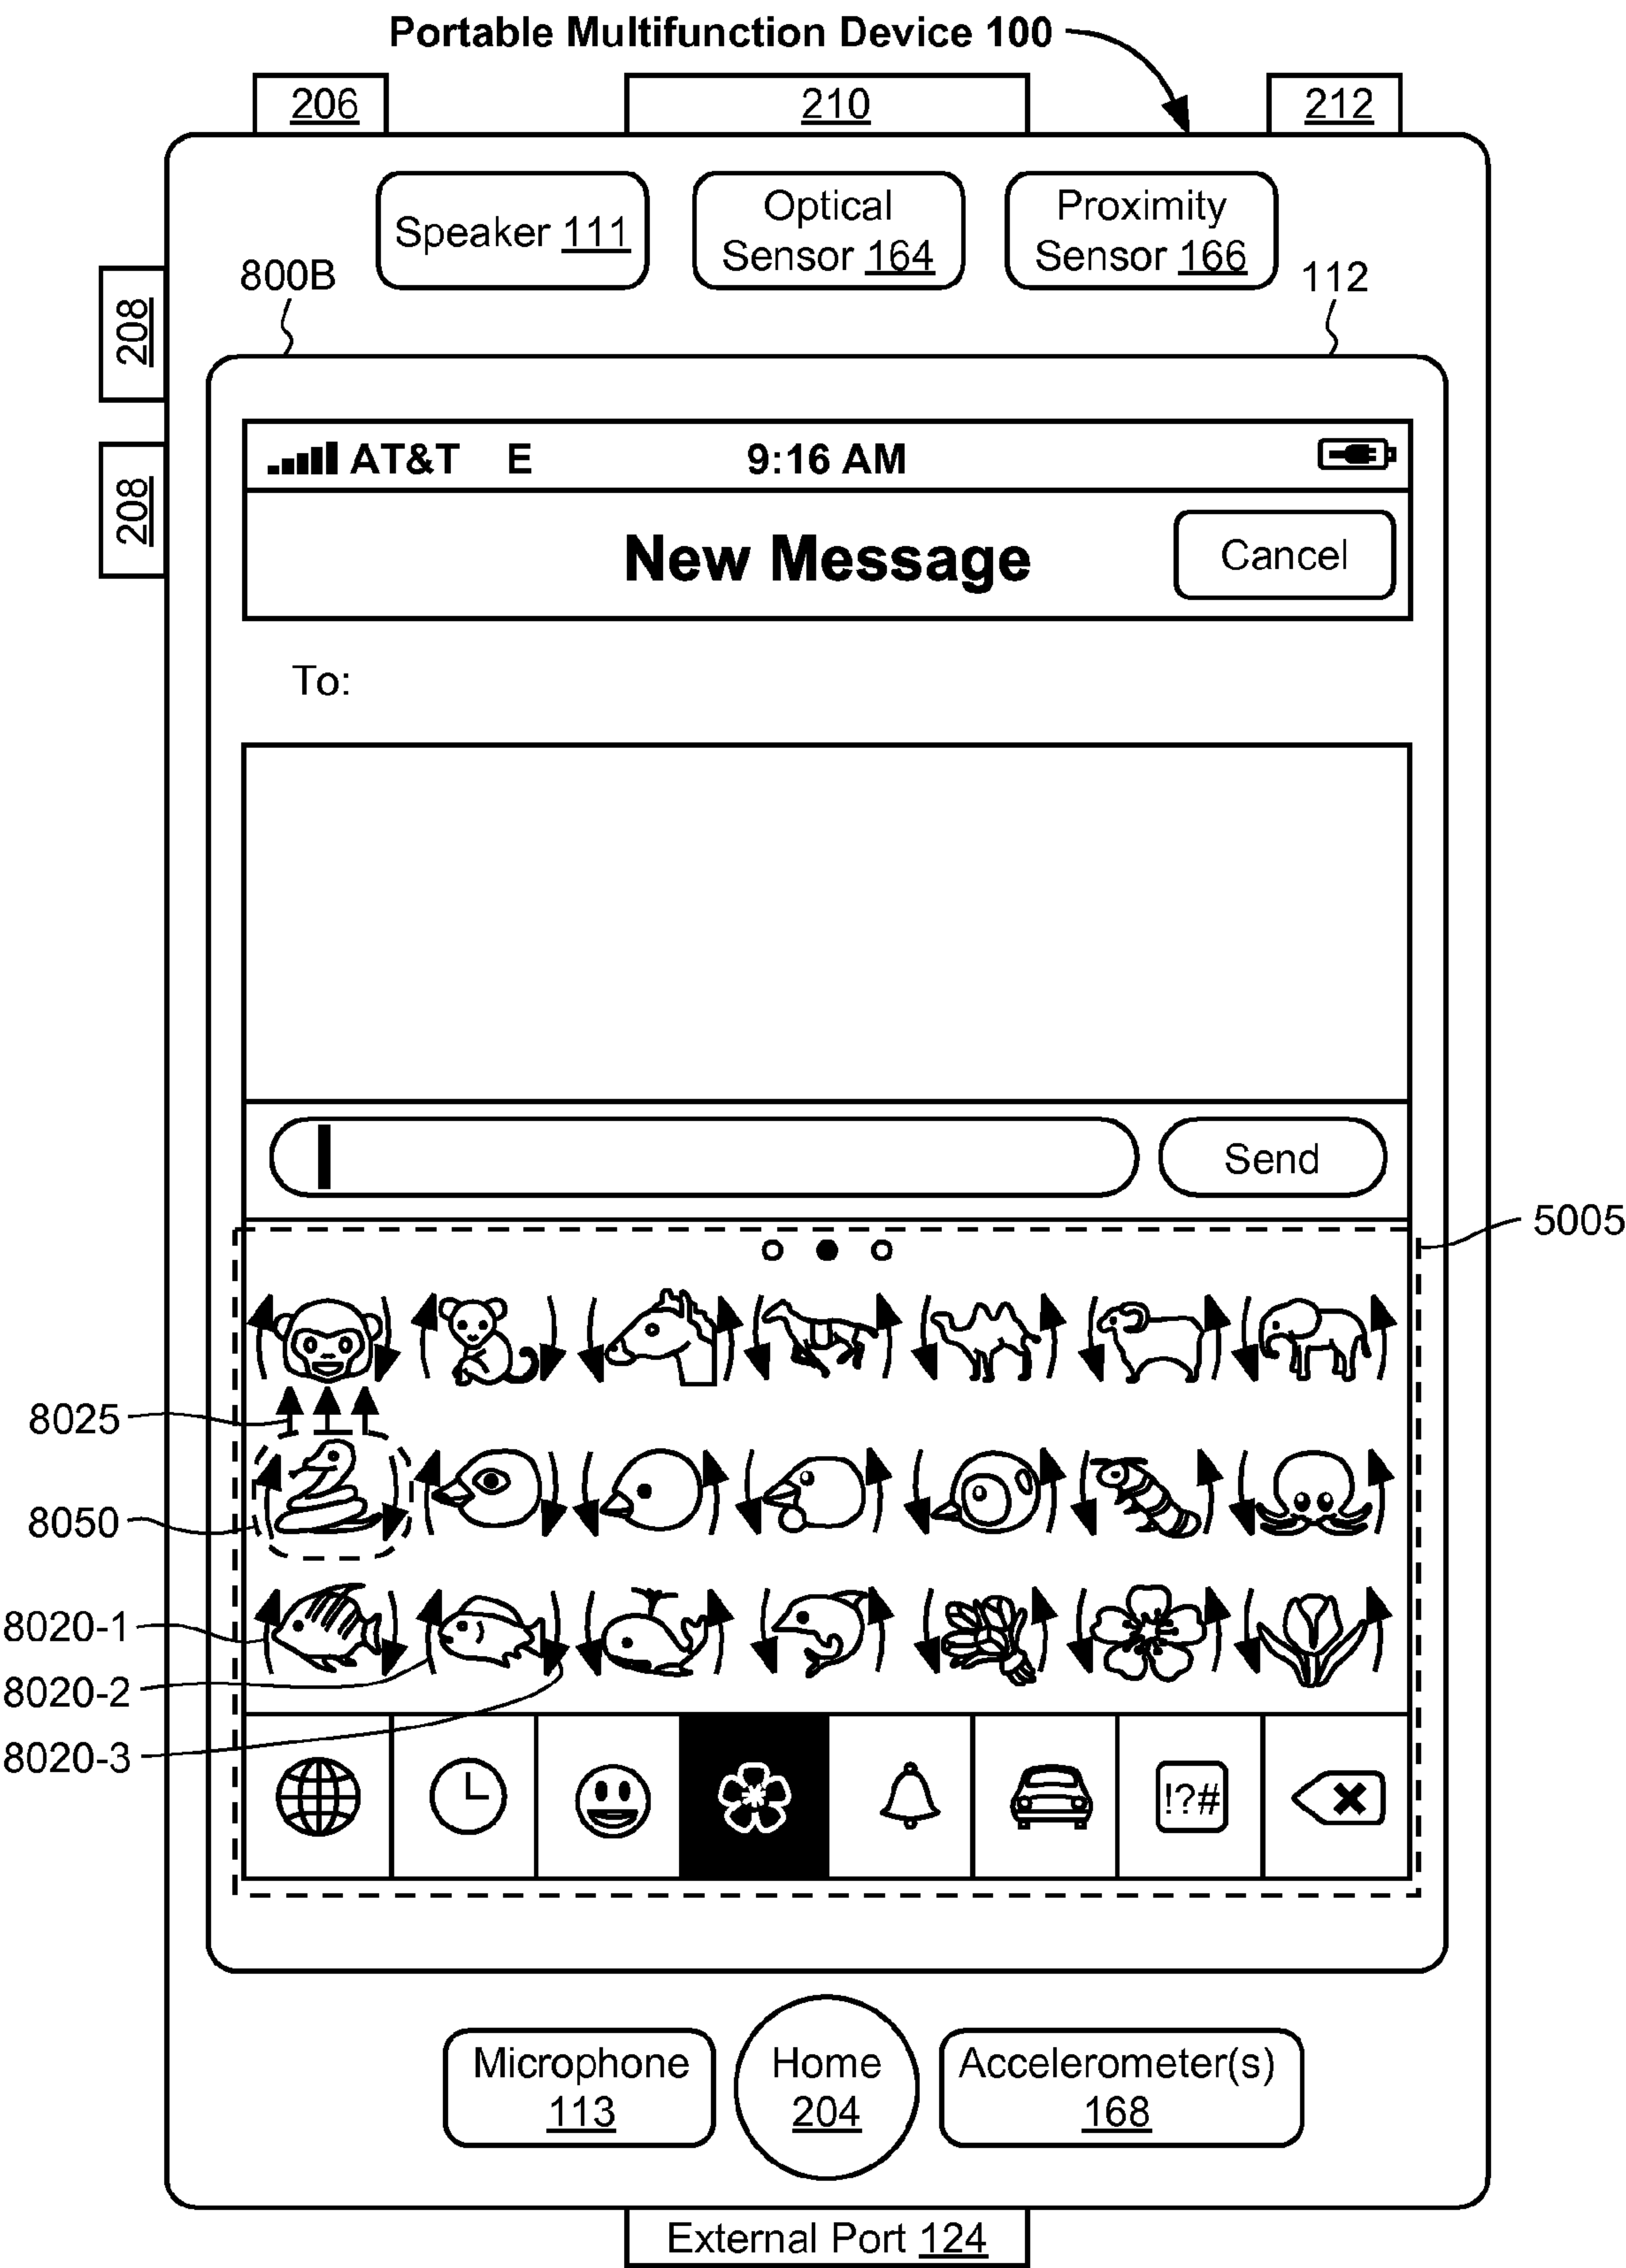 Portable Multifunction Device 100
206
210
212
Speaker 111
Optical
Sensor 164
Proximity
Sensor 166
800B
112
208
208
AT&T E 9:16 AM
New Message
Cancel
To:
Send
5005
8025
8050
8020-1
8020-2
8020-3
!?#
Microphone
113
Home
204
Accelerometer(s)
168
External Port 124